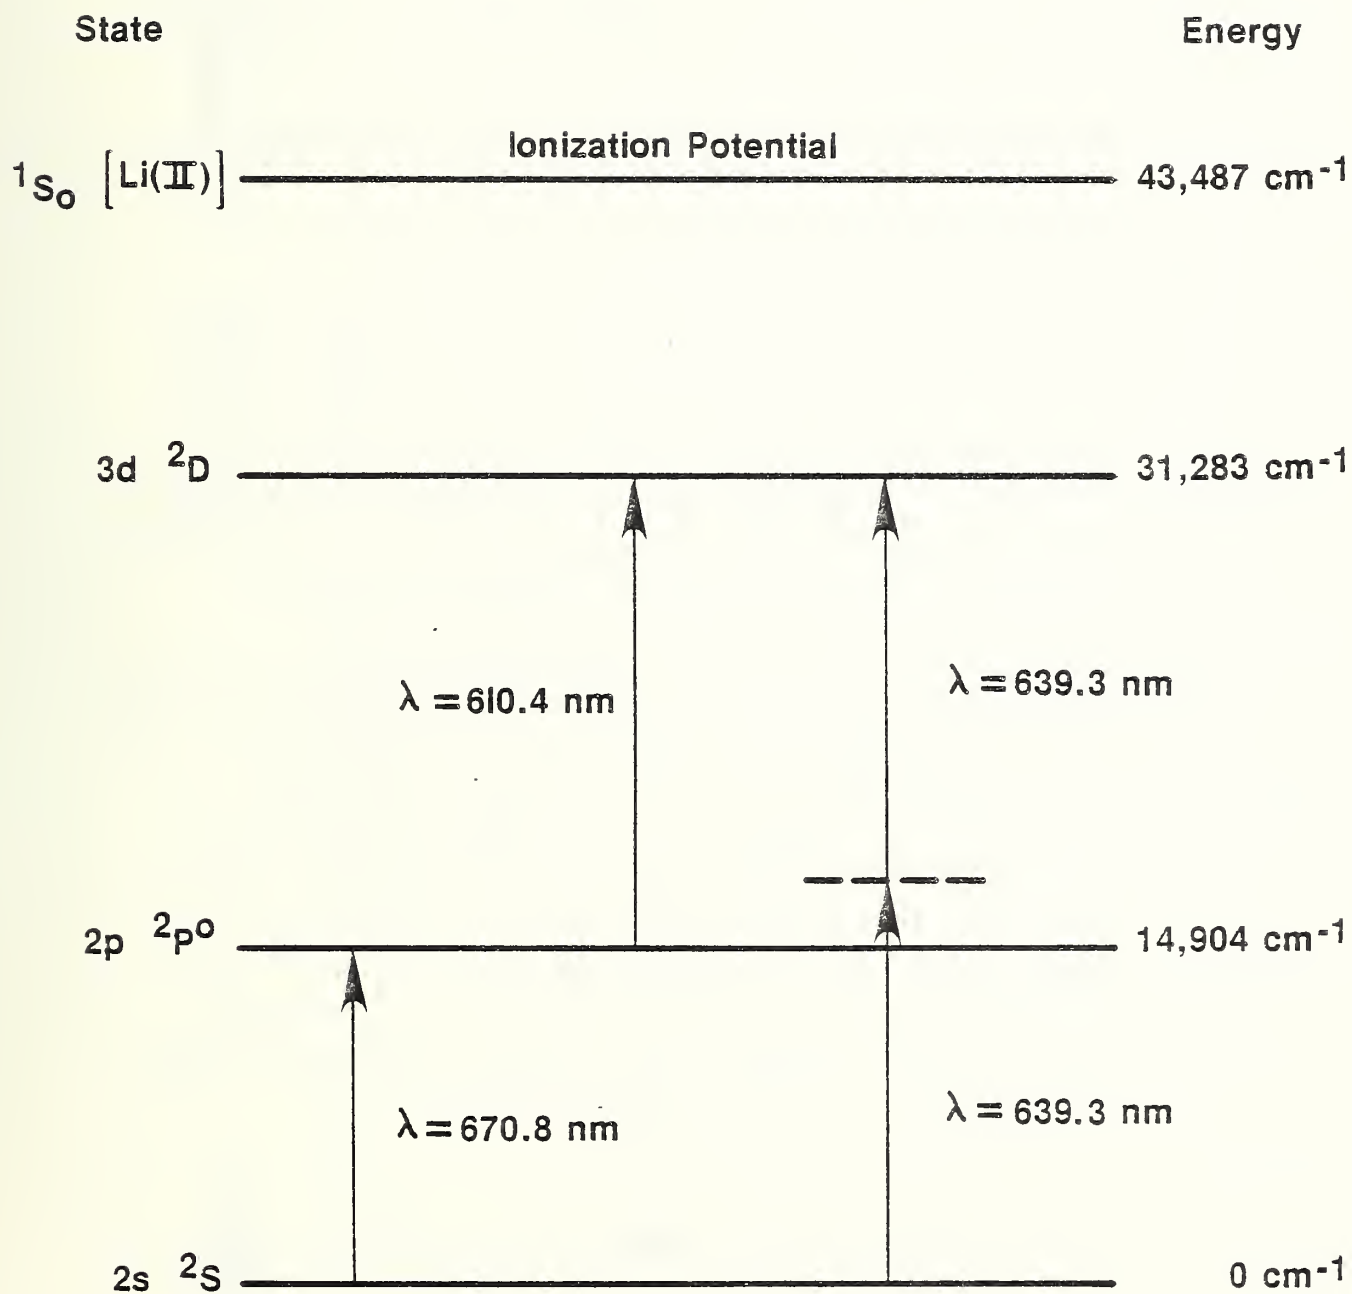 State Energy
Ionization Potential
¹S₀ [Li(II)] 43,487 cm⁻¹
3d ²D 31,283 cm⁻¹
λ = 610.4 nm λ = 639.3 nm
2p ²P⁰ 14,904 cm⁻¹
λ = 670.8 nm λ = 639.3 nm
2s ²S 0 cm⁻¹